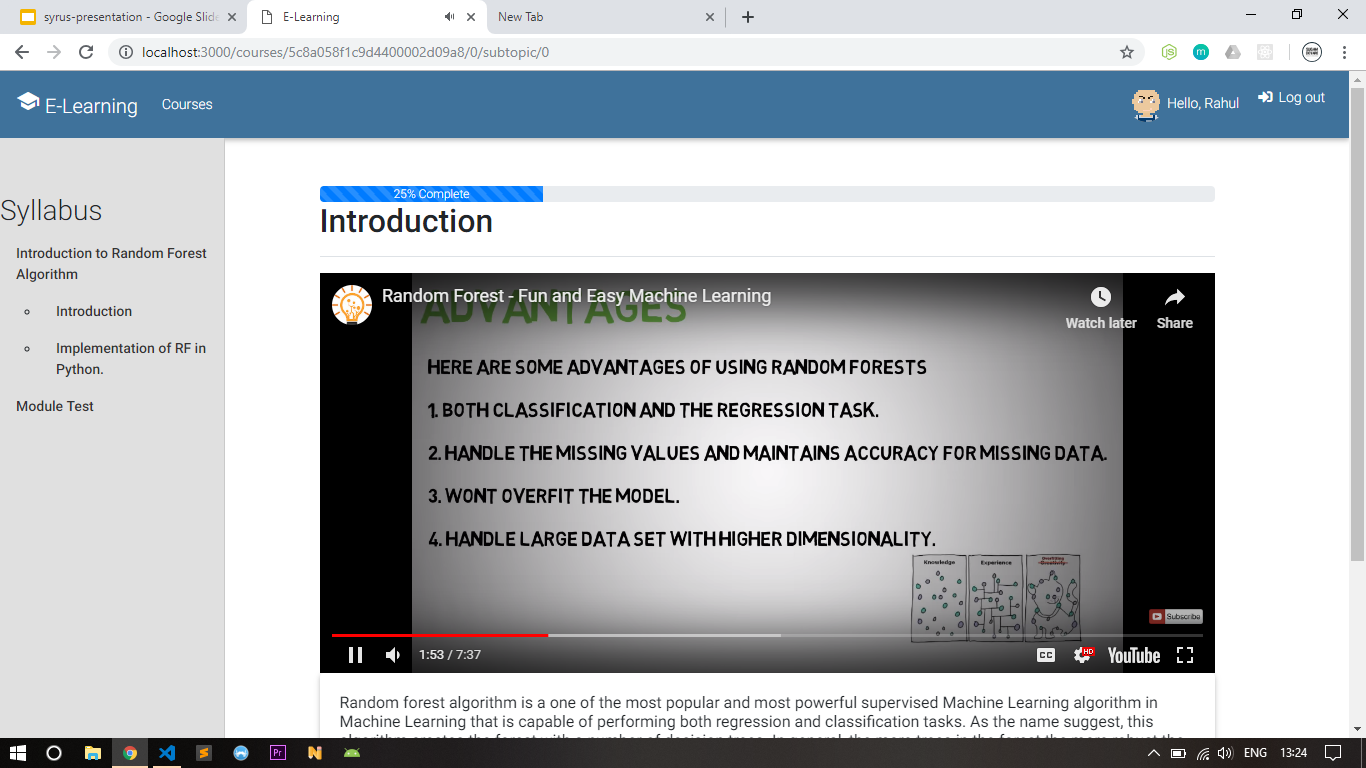 syrus-presentation - Google Slide
E-Learning
New Tab
localhost:3000/courses/5c8a058f1c9d4400002d09a8/0/subtopic/0
E-Learning
Courses
Hello, Rahul
Log out
25% Complete
Syllabus
Introduction
Introduction to Random Forest
Algorithm
Introduction
Implementation of RF in
Python.
Module Test
Random Forest - Fun and Easy Machine Learning
Watch later
Share
ADVANTAGES
HERE ARE SOME ADVANTAGES OF USING RANDOM FORESTS
1. BOTH CLASSIFICATION AND THE REGRESSION TASK.
2. HANDLE THE MISSING VALUES AND MAINTAINS ACCURACY FOR MISSING DATA.
3. WONT OVERFIT THE MODEL.
4. HANDLE LARGE DATA SET WITH HIGHER DIMENSIONALITY.
Knowledge
Experience
Creativity
Subscribe
1:53 / 7:37
CC
HD
YouTube
Random forest algorithm is a one of the most popular and most powerful supervised Machine Learning algorithm in
Machine Learning that is capable of performing both regression and classification tasks. As the name suggest, this
ENG
13:24